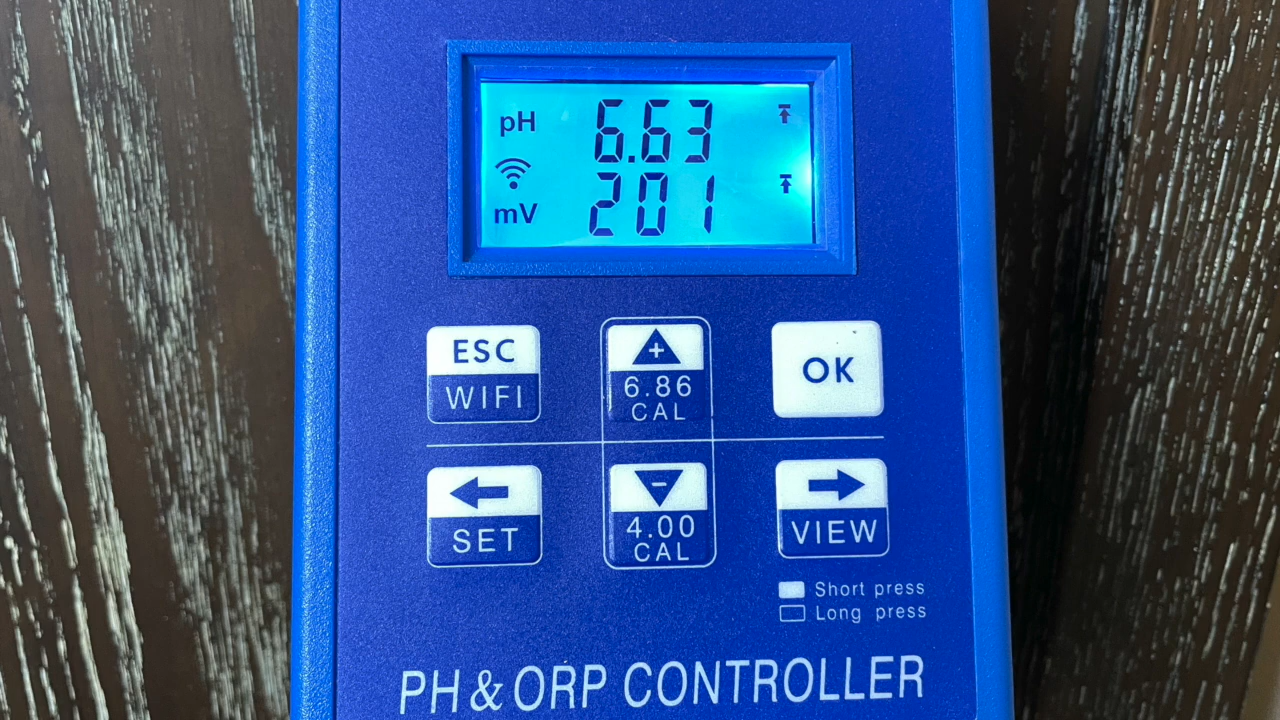 pH 6.63
mV 201
ESC
WIFI
+
6.86
CAL
OK
SET
-
4.00
CAL
VIEW
Short press
Long press
PH & ORP CONTROLLER